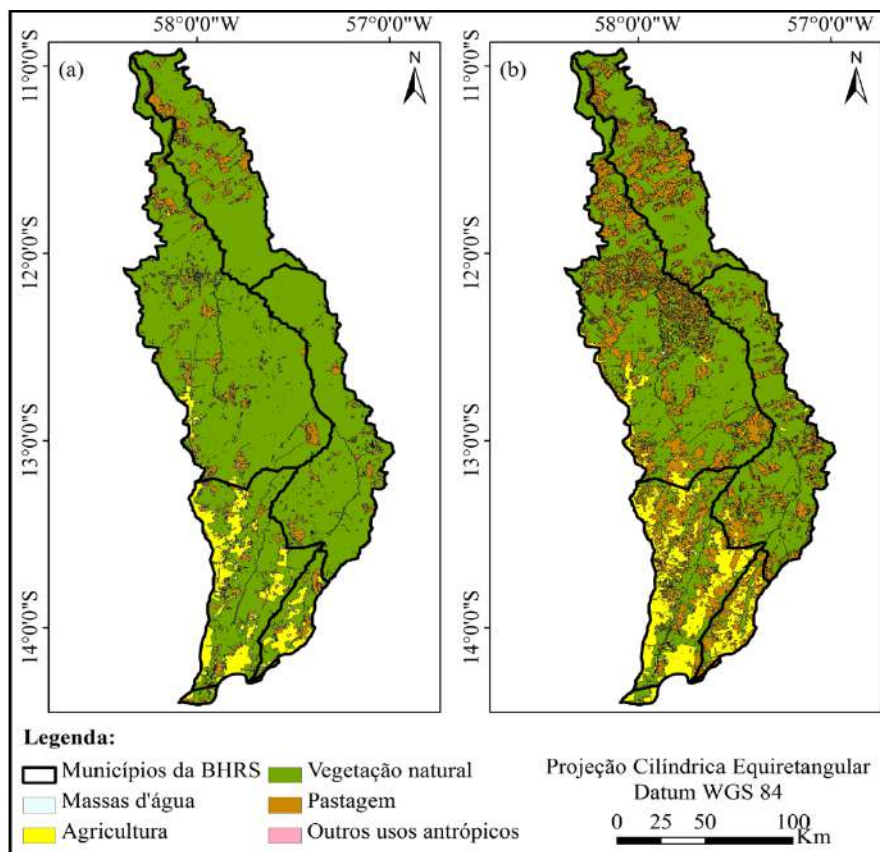 58°0'0"W 57°0'0"W 58°0'0"W 57°0'0"W
(a) N (b) N
11°0'0"S 11°0'0"S
12°0'0"S 12°0'0"S
13°0'0"S 13°0'0"S
14°0'0"S 14°0'0"S
Legenda:
Municípios da BHRS Vegetação natural
Massas d'água Pastagem
Agricultura Outros usos antrópicos
Projeção Cilíndrica Equiretangular
Datum WGS 84
0 25 50 100
Km